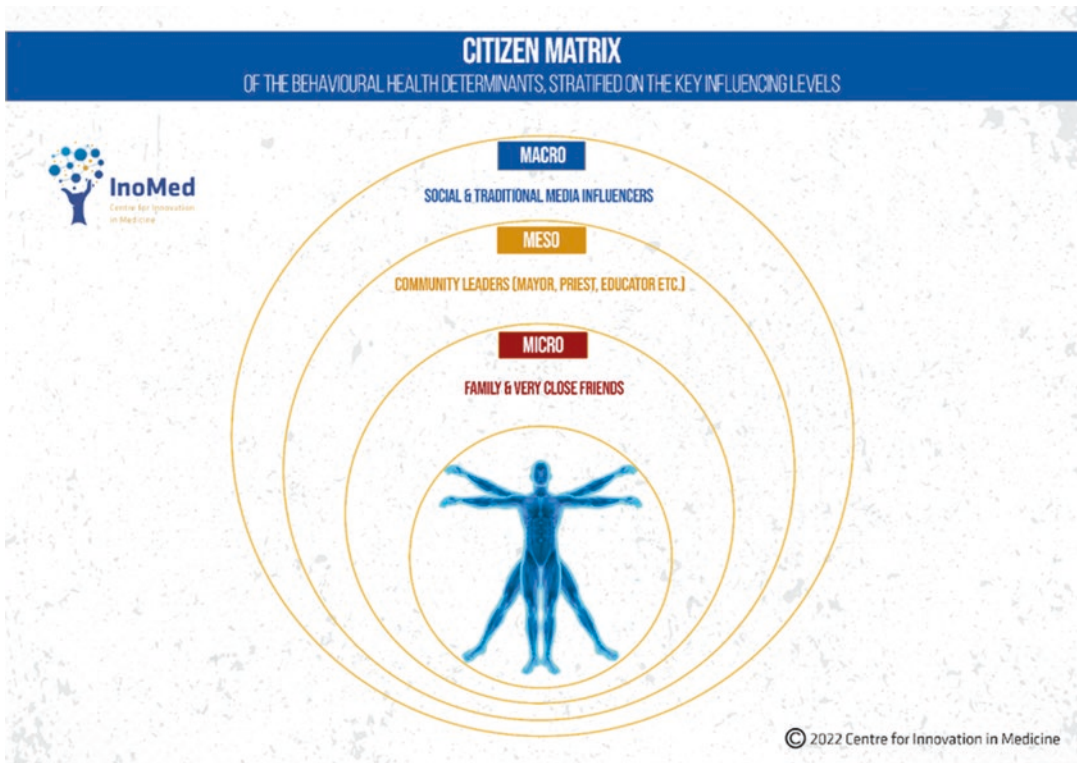 CITIZEN MATRIX
OF THE BEHAVIOURAL HEALTH DETERMINANTS, STRATIFIED ON THE KEY INFLUENCING LEVELS
InoMed
Centre for Innovation
in Medicine
MACRO
SOCIAL & TRADITIONAL MEDIA INFLUENCERS
MESO
COMMUNITY LEADERS (MAYOR, PRIEST, EDUCATOR ETC.)
MICRO
FAMILY & VERY CLOSE FRIENDS
© 2022 Centre for Innovation in Medicine